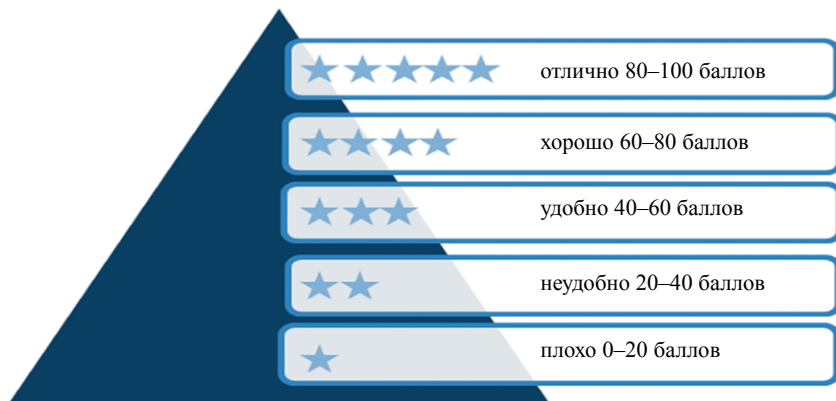 отлично 80–100 баллов
хорошо 60–80 баллов
удобно 40–60 баллов
неудобно 20–40 баллов
плохо 0–20 баллов